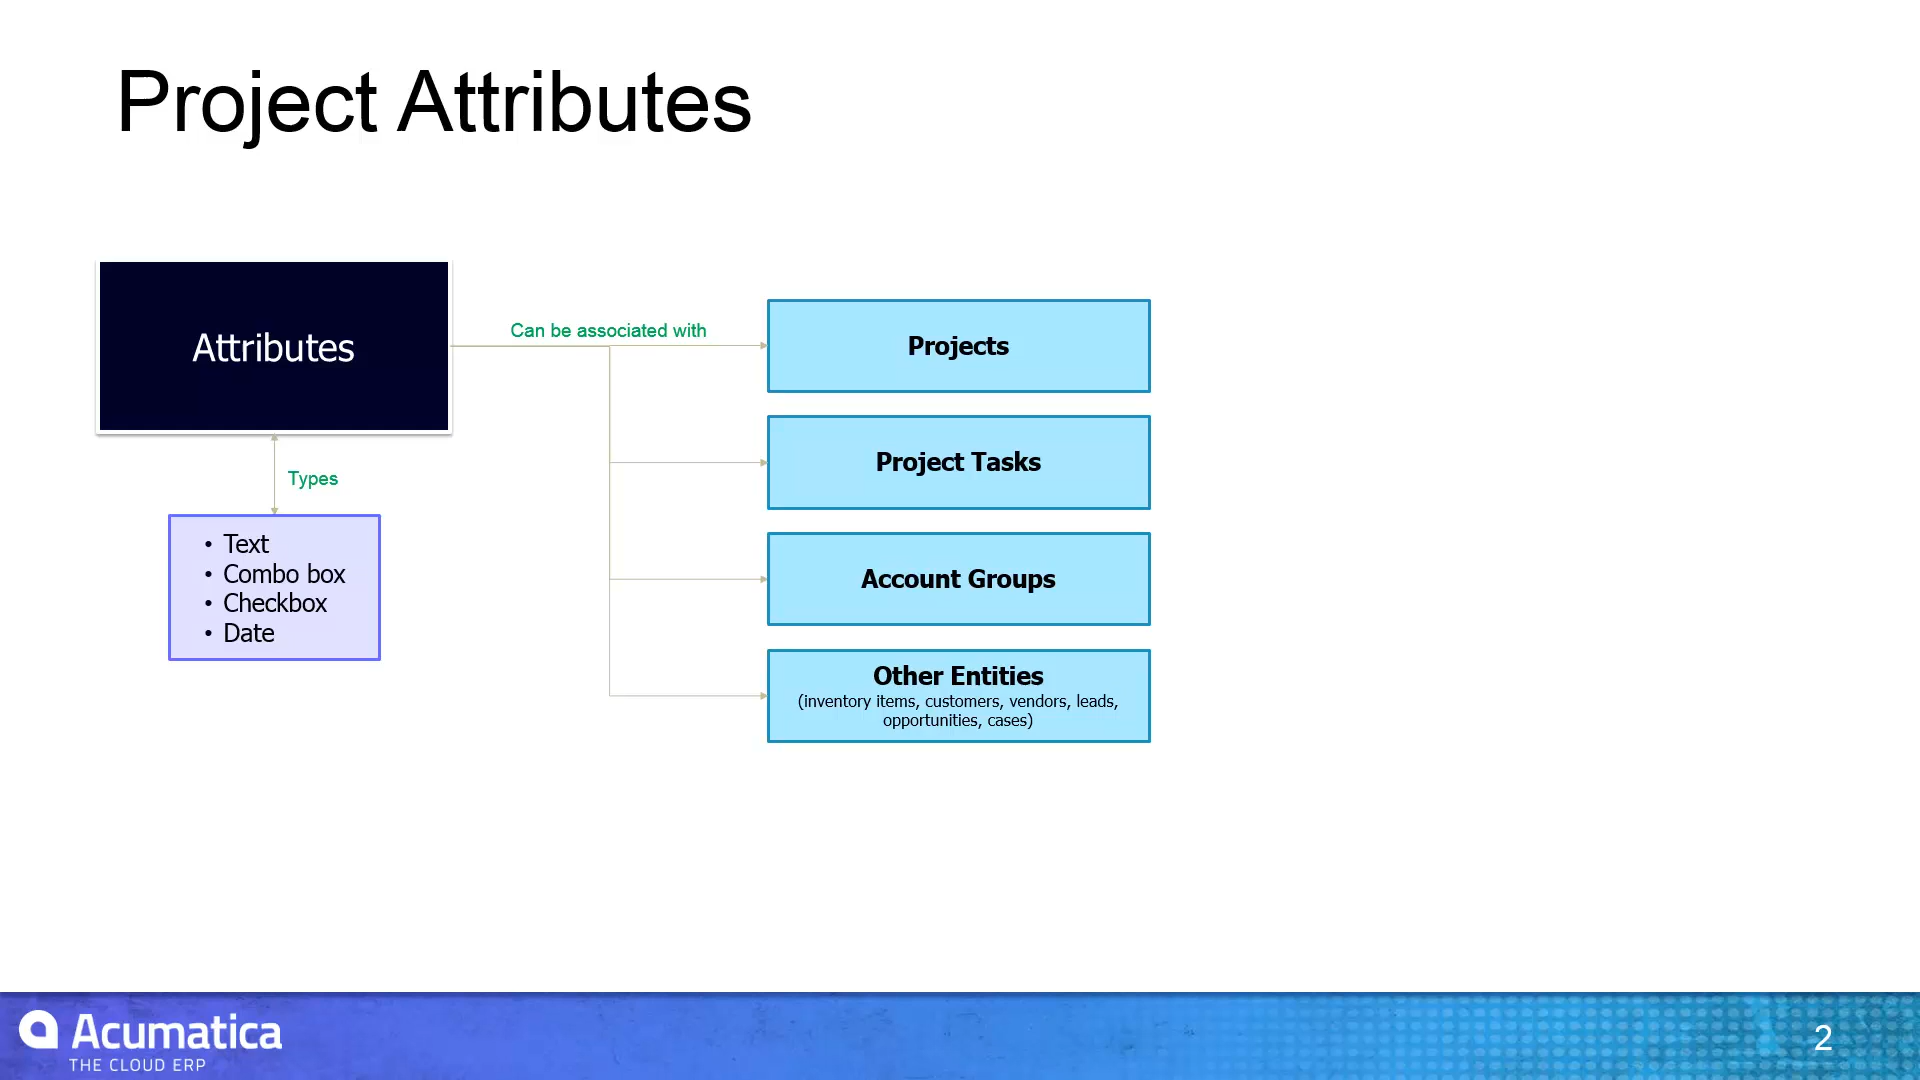 Project Attributes
Attributes
Can be associated with
Projects
Project Tasks
Types
• Text
• Combo box
• Checkbox
• Date
Account Groups
Other Entities
(inventory items, customers, vendors, leads,
opportunities, cases)
Acumatica
THE CLOUD ERP
2